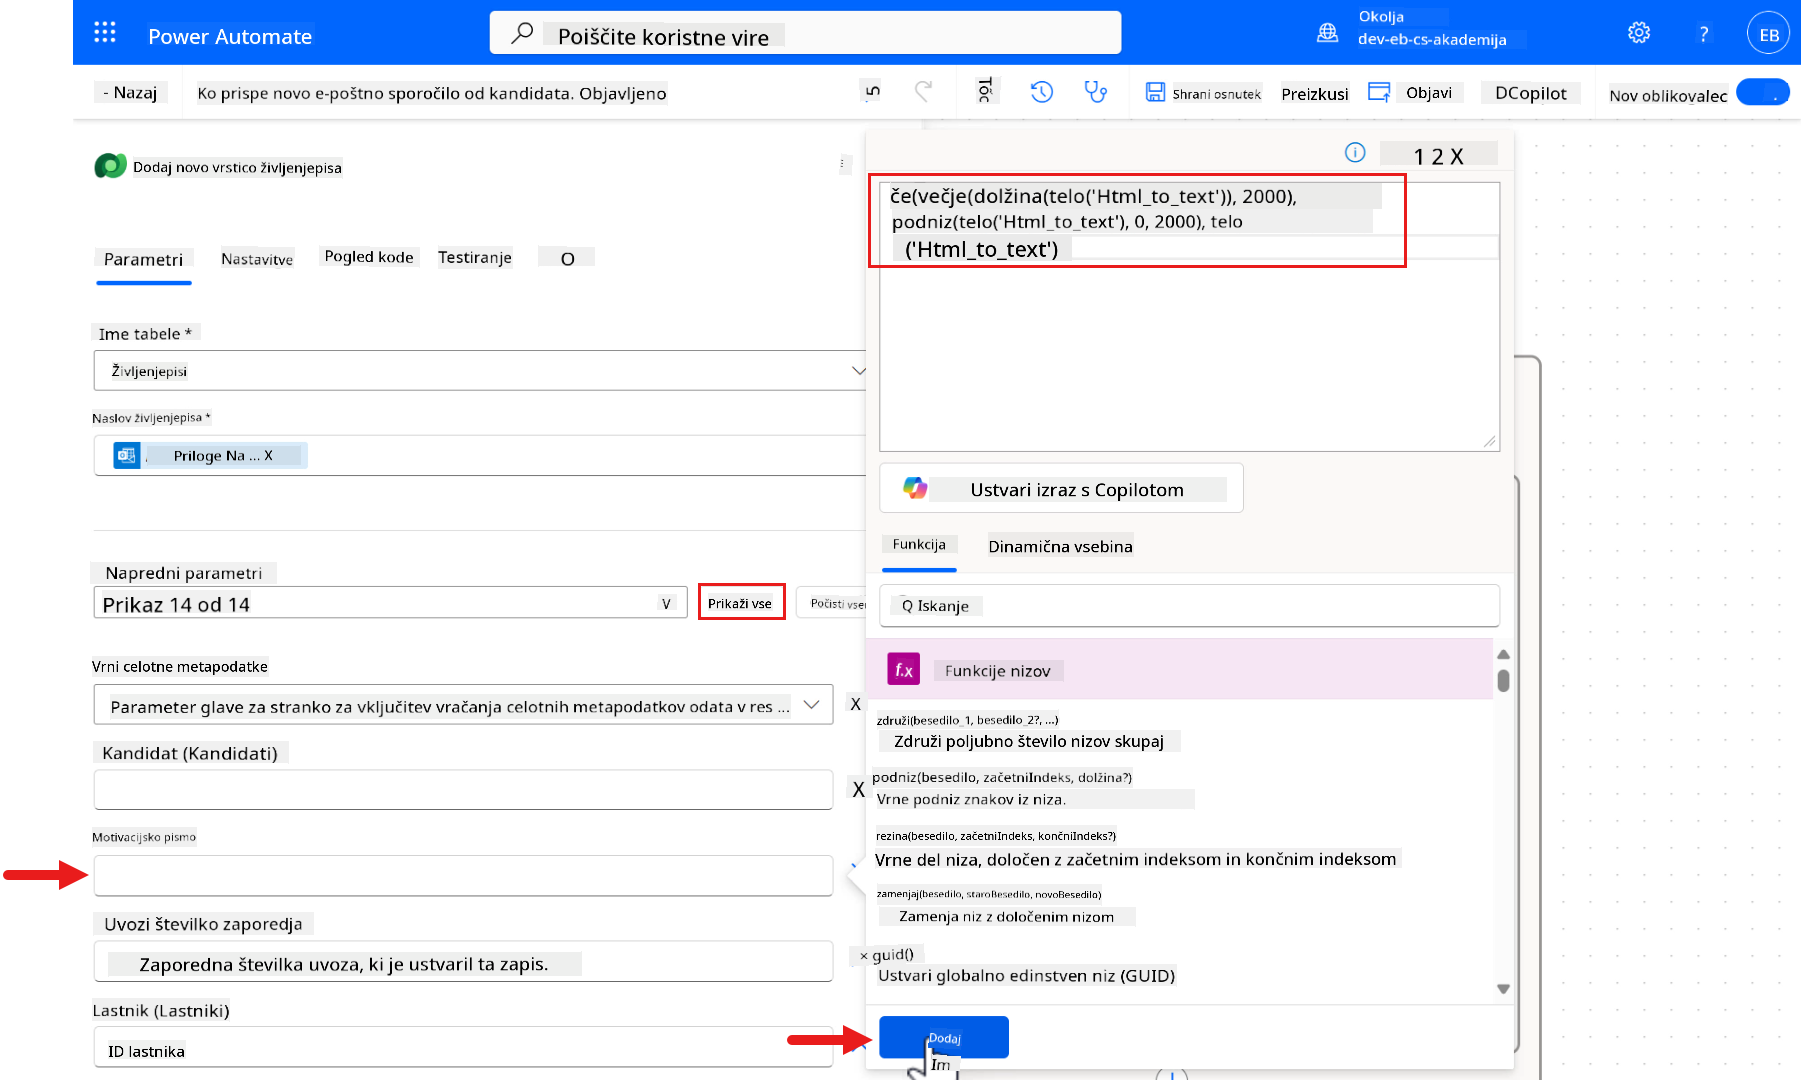 Power Automate
Poiščite koristne vire
Okolja
dev-eb-cs-akademija
?
EB
- Nazaj
Ko prispe novo e-poštno sporočilo od kandidata. Objavljeno
Shrani osnutek
Preizkusi
Objavi
DCopilot
Nov oblikovalec
Dodaj novo vrstico življenjepisa
Parametri
Nastavitve
Pogled kode
Testiranje
O
Ime tabele *
Življenjepisi
Naslov življenjepisa *
Priloge Na ... X
Napredni parametri
Prikaz 14 od 14
V
Prikaži vse
Počisti vse
Vrni celotne metapodatke
Parameter glave za stranko za vključitev vračanja celotnih metapodatkov odata v res ...
X
Kandidat (Kandidati)
X
Motivacijsko pismo
Uvozi številko zaporedja
Zaporedna številka uvoza, ki je ustvaril ta zapis.
Lastnik (Lastniki)
ID lastnika
1 2 X
če(večje(dolžina(telo('Html_to_text')), 2000),
podniz(telo('Html_to_text'), 0, 2000), telo
('Html_to_text')
Ustvari izraz s Copilotom
Funkcija
Dinamična vsebina
Q Iskanje
f.x
Funkcije nizov
združi(besedilo_1, besedilo_2?, ...)
Združi poljubno število nizov skupaj
podniz(besedilo, začetniIndeks, dolžina?)
Vrne podniz znakov iz niza.
rezina(besedilo, začetniIndeks, končniIndeks?)
Vrne del niza, določen z začetnim indeksom in končnim indeksom
zamenjaj(besedilo, staroBesedilo, novoBesedilo)
Zamenja niz z določenim nizom
× guid()
Ustvari globalno edinstven niz (GUID)
Dodaj
Im